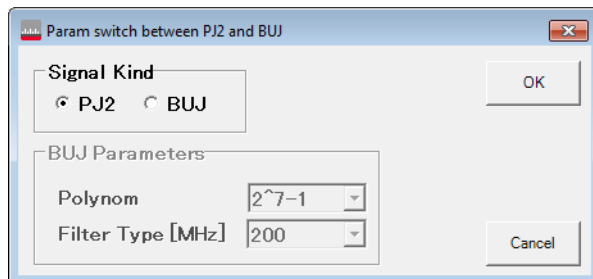 Param switch between PJ2 and BUJ
Signal Kind
PJ2 BUJ
OK
BUJ Parameters
Polynom 2^7-1
Filter Type [MHz] 200
Cancel